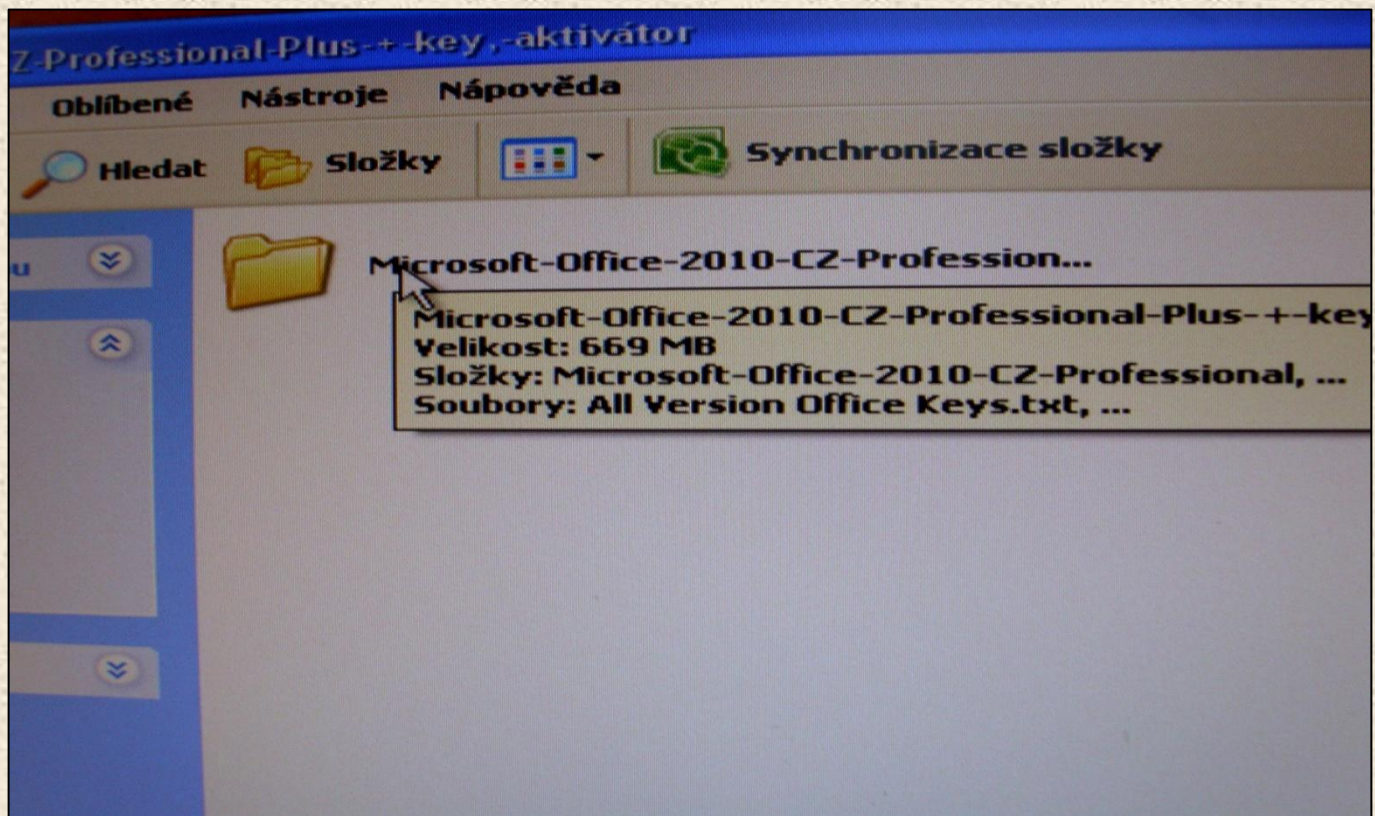 Z-Professional-Plus-+-key,-aktivátor
Oblíbené Nástroje Nápověda
Hledat Složky Synchronizace složky
u
Microsoft-Office-2010-CZ-Profession...
Microsoft-Office-2010-CZ-Professional-Plus-+-key
Velikost: 669 MB
Složky: Microsoft-Office-2010-CZ-Professional, ...
Soubory: All Version Office Keys.txt, ...